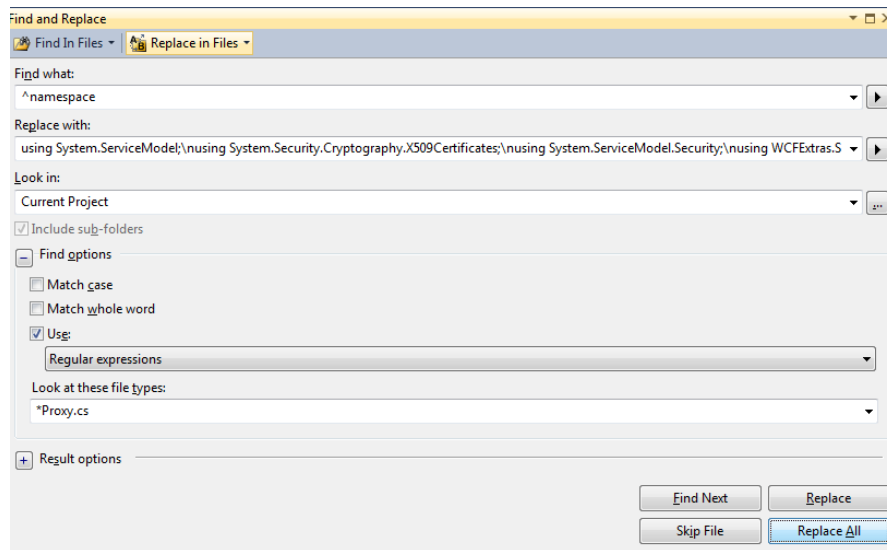 Find and Replace
Find In Files Replace in Files
Find what:
^namespace
Replace with:
using System.ServiceModel;\nusing System.Security.Cryptography.X509Certificates;\nusing System.ServiceModel.Security;\nusing WCFExtras.S
Look in:
Current Project
...
Include sub-folders
Find options
Match case
Match whole word
Use:
Regular expressions
Look at these file types:
*Proxy.cs
Result options
Find Next Replace
Skip File Replace All